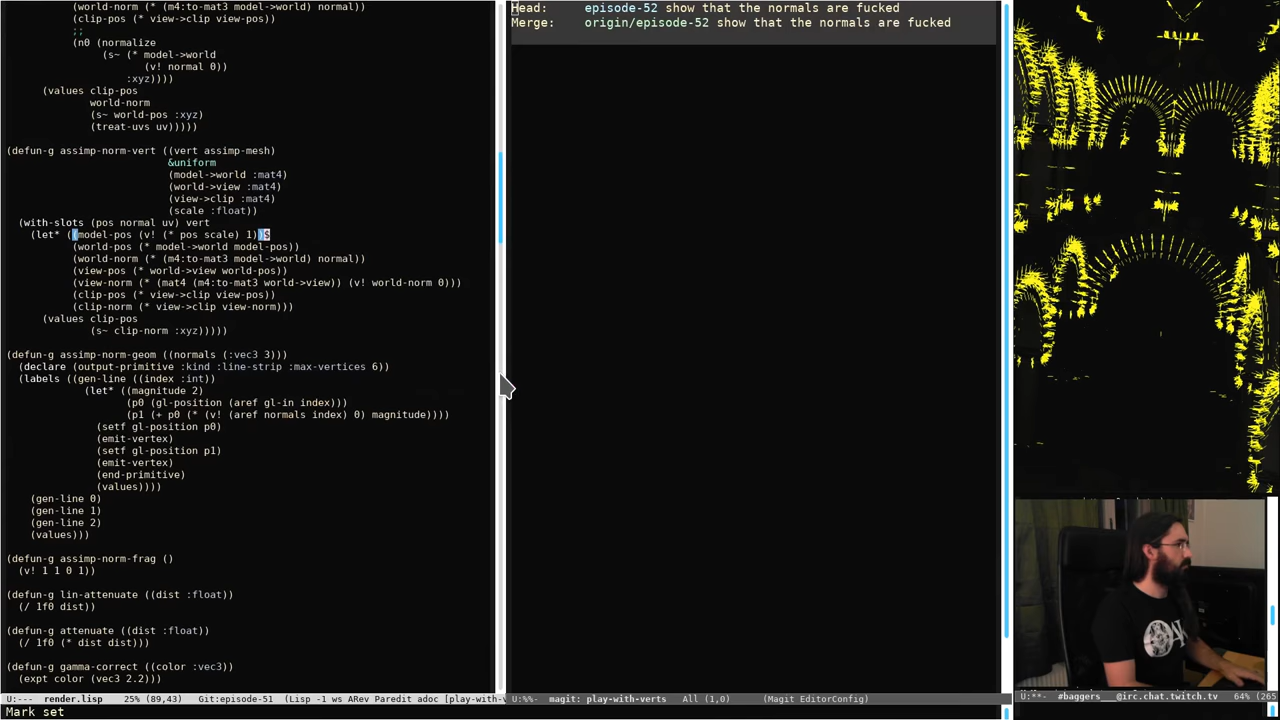 (world-norm (* (m4:to-mat3 model->world) normal))
(clip-pos (* view->clip view-pos))
;;
(n0 (normalize
(s~ (* model->world
(v! normal 0))
:xyz))))
(values clip-pos
world-norm
(s~ world-pos :xyz)
(treat-uvs uv)))))
(defun-g assimp-norm-vert ((vert assimp-mesh)
&uniform
(model->world :mat4)
(world->view :mat4)
(view->clip :mat4)
(scale :float))
(with-slots (pos normal uv) vert
(let* ((model-pos (v! (* pos scale) 1))$
(world-pos (* model->world model-pos))
(world-norm (* (m4:to-mat3 model->world) normal))
(view-pos (* world->view world-pos))
(view-norm (* (mat4 (m4:to-mat3 world->view)) (v! world-norm 0)))
(clip-pos (* view->clip view-pos))
(clip-norm (* view->clip view-norm)))
(values clip-pos
(s~ clip-norm :xyz)))))
(defun-g assimp-norm-geom ((normals (:vec3 3)))
(declare (output-primitive :kind :line-strip :max-vertices 6))
(labels ((gen-line ((index :int))
(let* ((magnitude 2)
(p0 (gl-position (aref gl-in index)))
(p1 (+ p0 (* (v! (aref normals index) 0) magnitude))))
(setf gl-position p0)
(emit-vertex)
(setf gl-position p1)
(emit-vertex)
(end-primitive)
(values))))
(gen-line 0)
(gen-line 1)
(gen-line 2)
(values)))
(defun-g assimp-norm-frag ()
(v! 1 1 0 1))
(defun-g lin-attenuate ((dist :float))
(/ 1f0 dist))
(defun-g attenuate ((dist :float))
(/ 1f0 (* dist dist)))
(defun-g gamma-correct ((color :vec3))
(expt color (vec3 2.2)))
U:--- render.lisp 25% (89,43) Git:episode-51 (Lisp -1 ws ARev Paredit adoc [play-with-v
Mark set
Head: episode-52 show that the normals are fucked
Merge: origin/episode-52 show that the normals are fucked
U:%%- magit: play-with-verts All (1,0) (Magit EditorConfig)
U:**- #baggers___@irc.chat.twitch.tv 64% (265